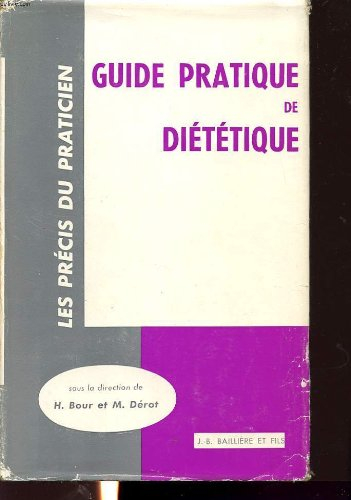 GUIDE PRATIQUE
DE
DIÉTÉTIQUE
LES PRÉCIS DU PRATICIEN
sous la direction de
H. Bour et M. Dérot
J.-B. BAILLIÈRE ET FILS